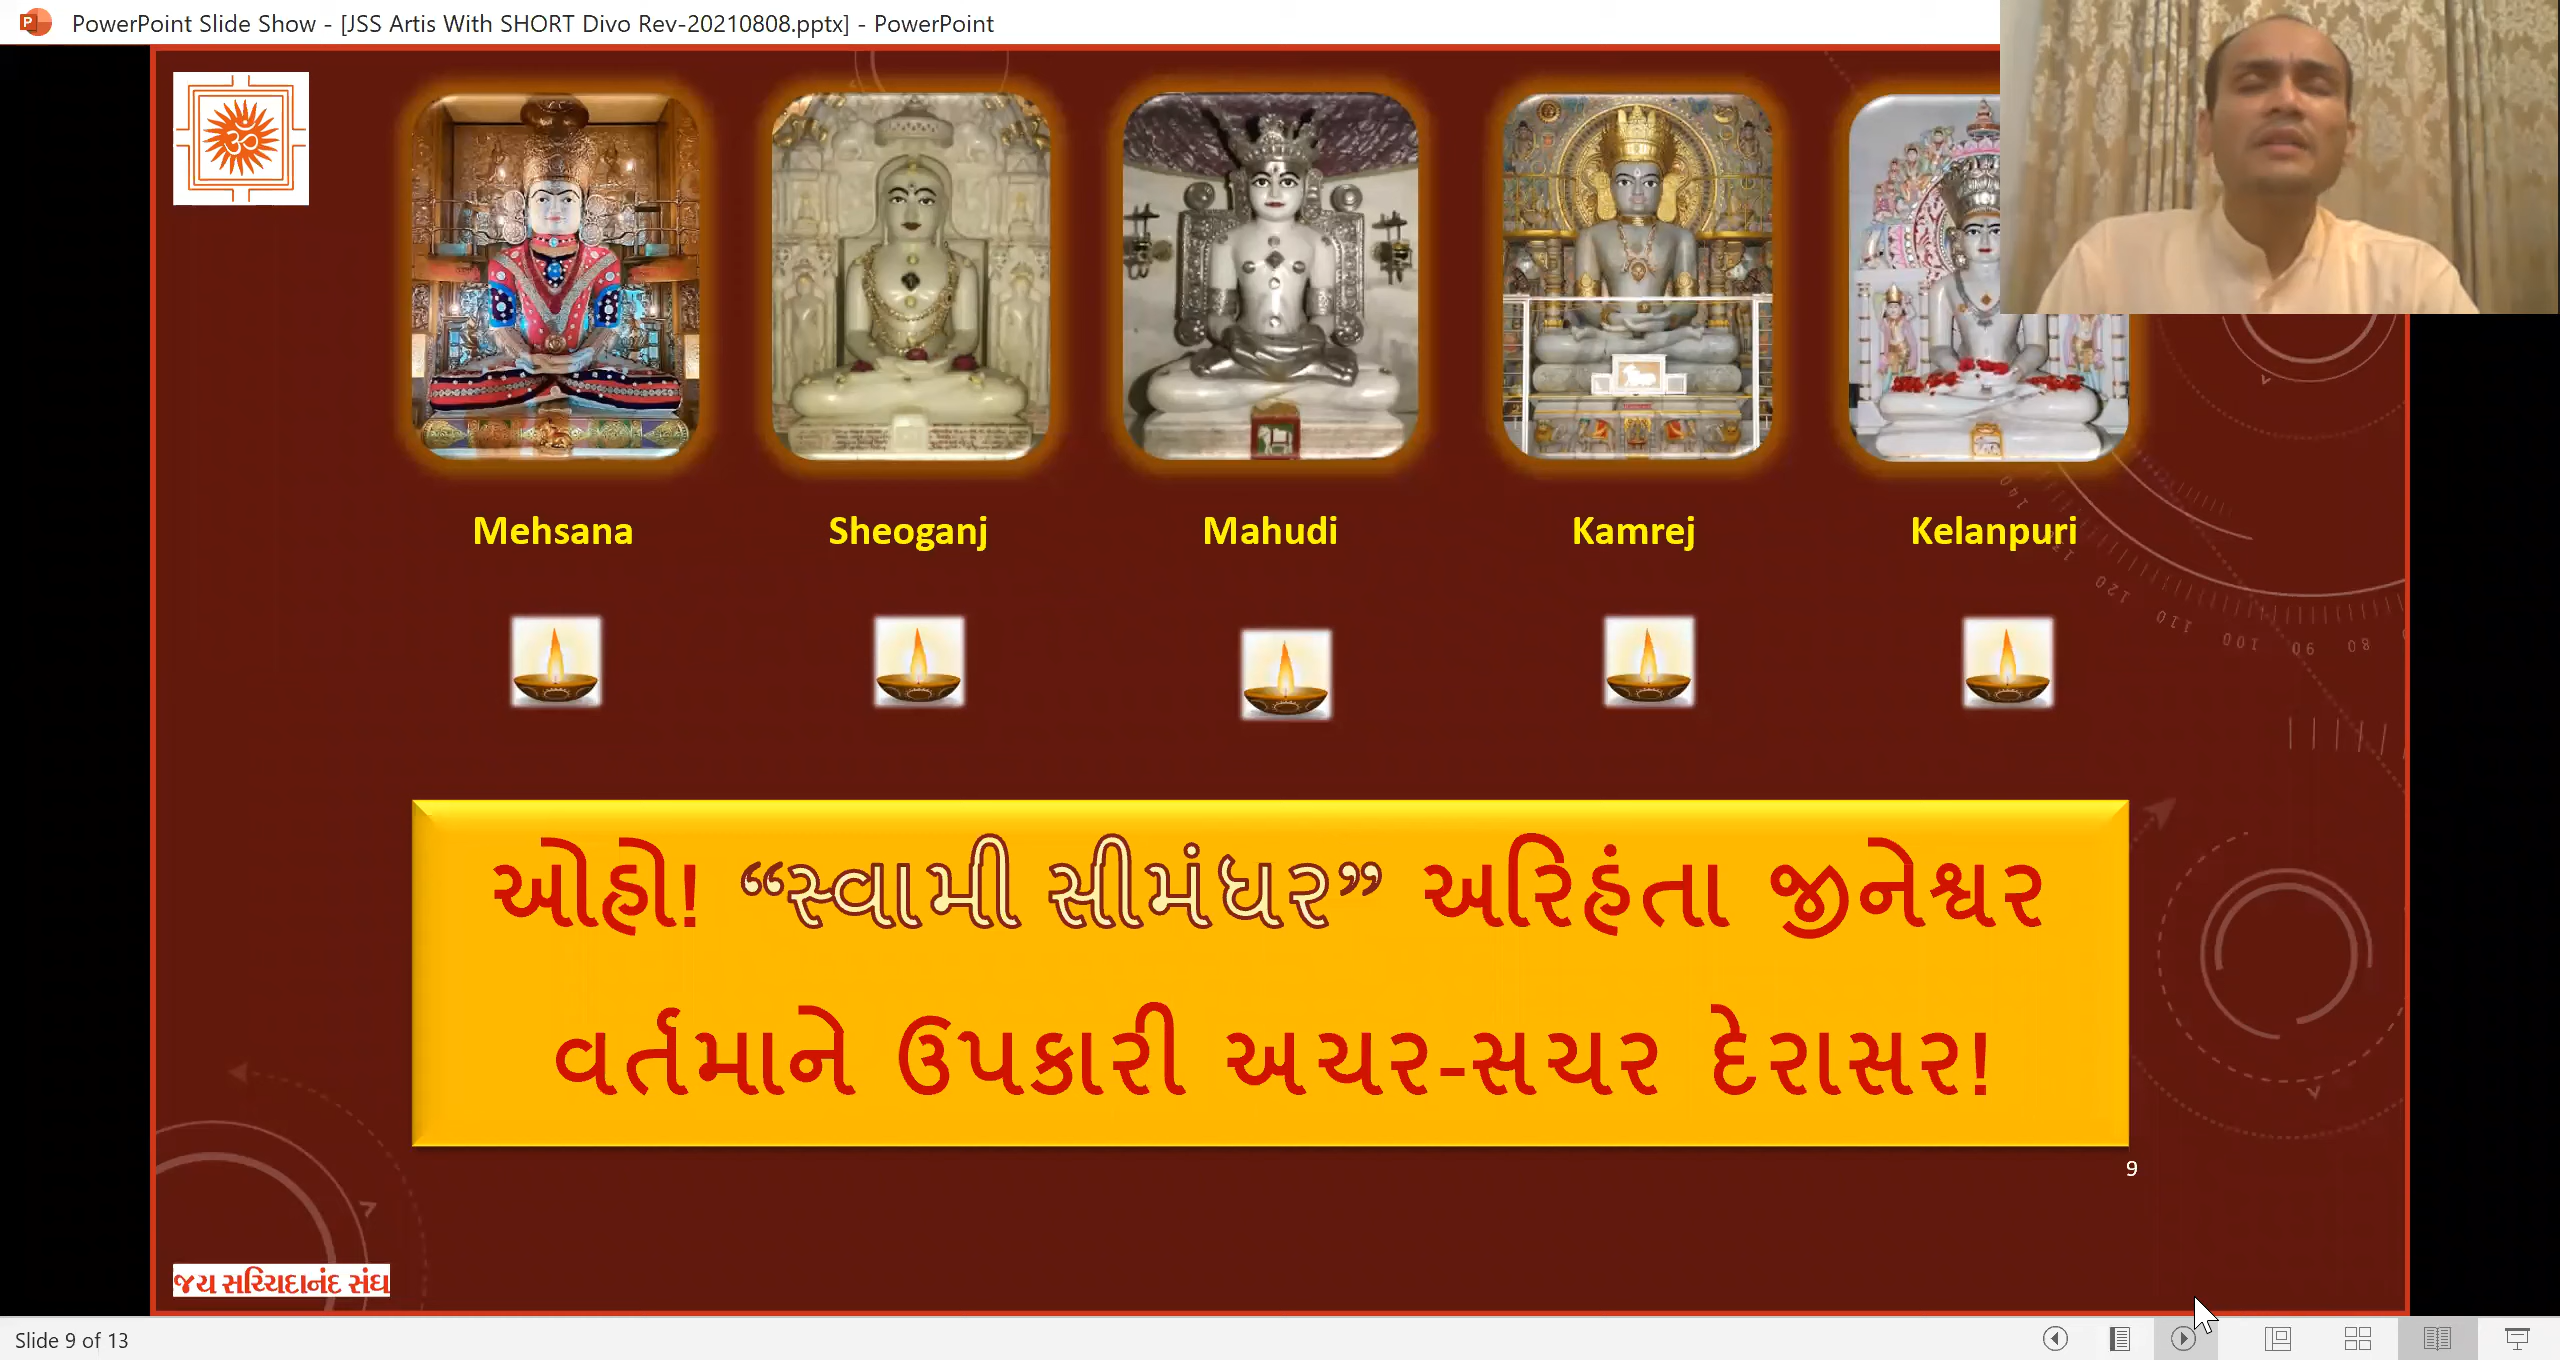 PowerPoint Slide Show - [JSS Artis With SHORT Divo Rev-20210808.pptx] - PowerPoint
Mehsana Sheoganj Mahudi Kamrej Kelanpuri
ઓહો! “સ્વામી સીમંધર” અરિહંતા જીનેશ્વર
વર્તમાને ઉપકારી અચર-સચર દેરાસર!
9
જય સચ્ચિદાનંદ સંઘ
Slide 9 of 13